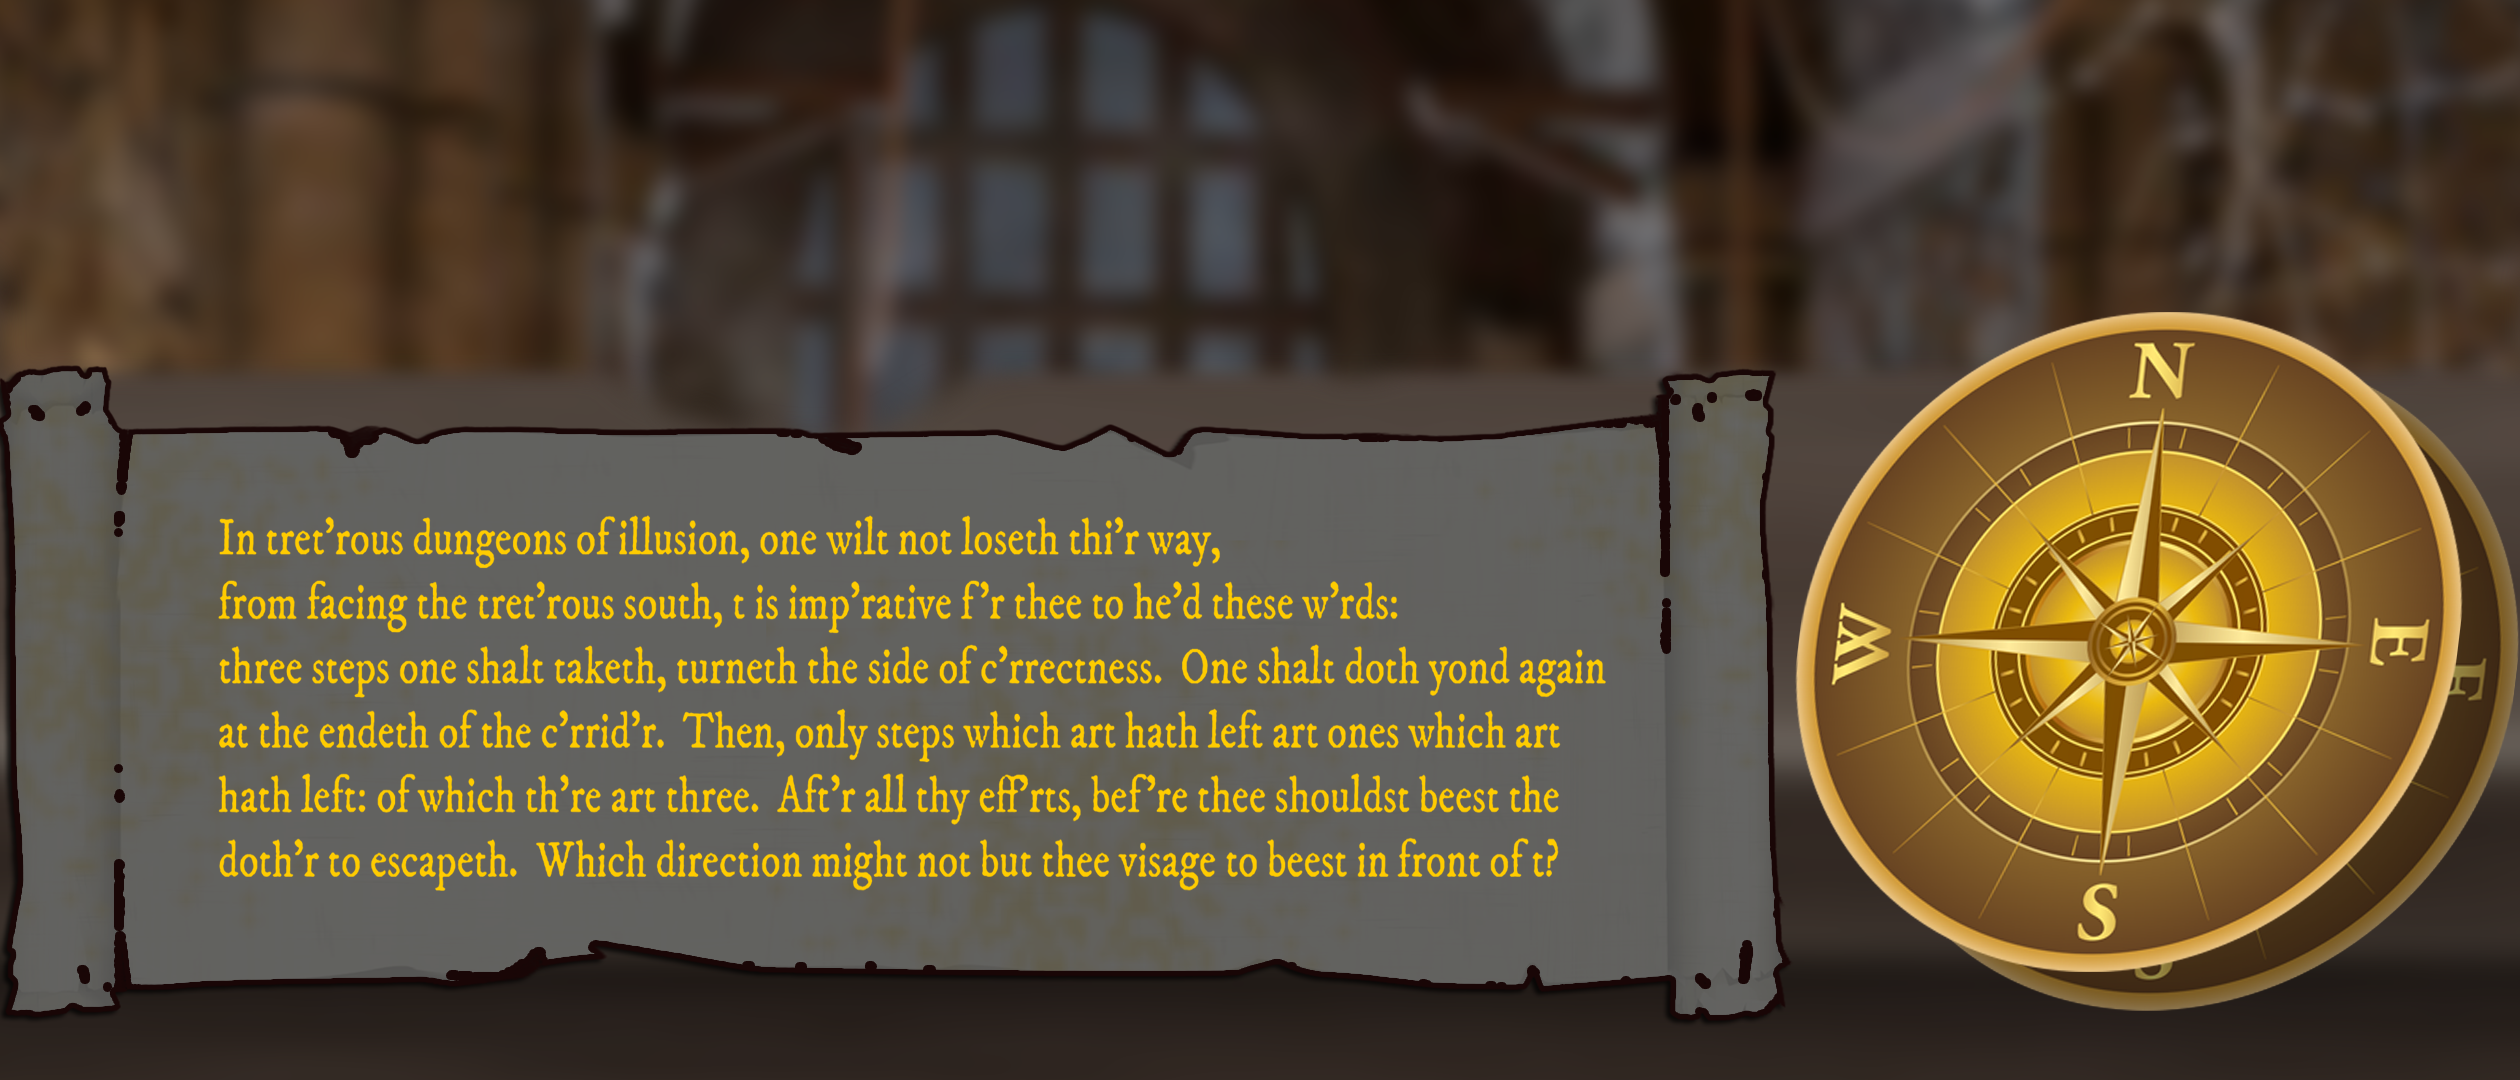 In tret’rous dungeons of illusion, one wilt not loseth thi’r way,
from facing the tret’rous south, t is imp’rative f’r thee to he’d these w’rds:
three steps one shalt taketh, turneth the side of c’rrectness.  One shalt doth yond again
at the endeth of the c’rrid’r.  Then, only steps which art hath left art ones which art
hath left: of which th’re art three.  Aft’r all thy eff’rts, bef’re thee shouldst beest the
doth’r to escapeth.  Which direction might not but thee visage to beest in front of t?
N
W
E
E
S
S